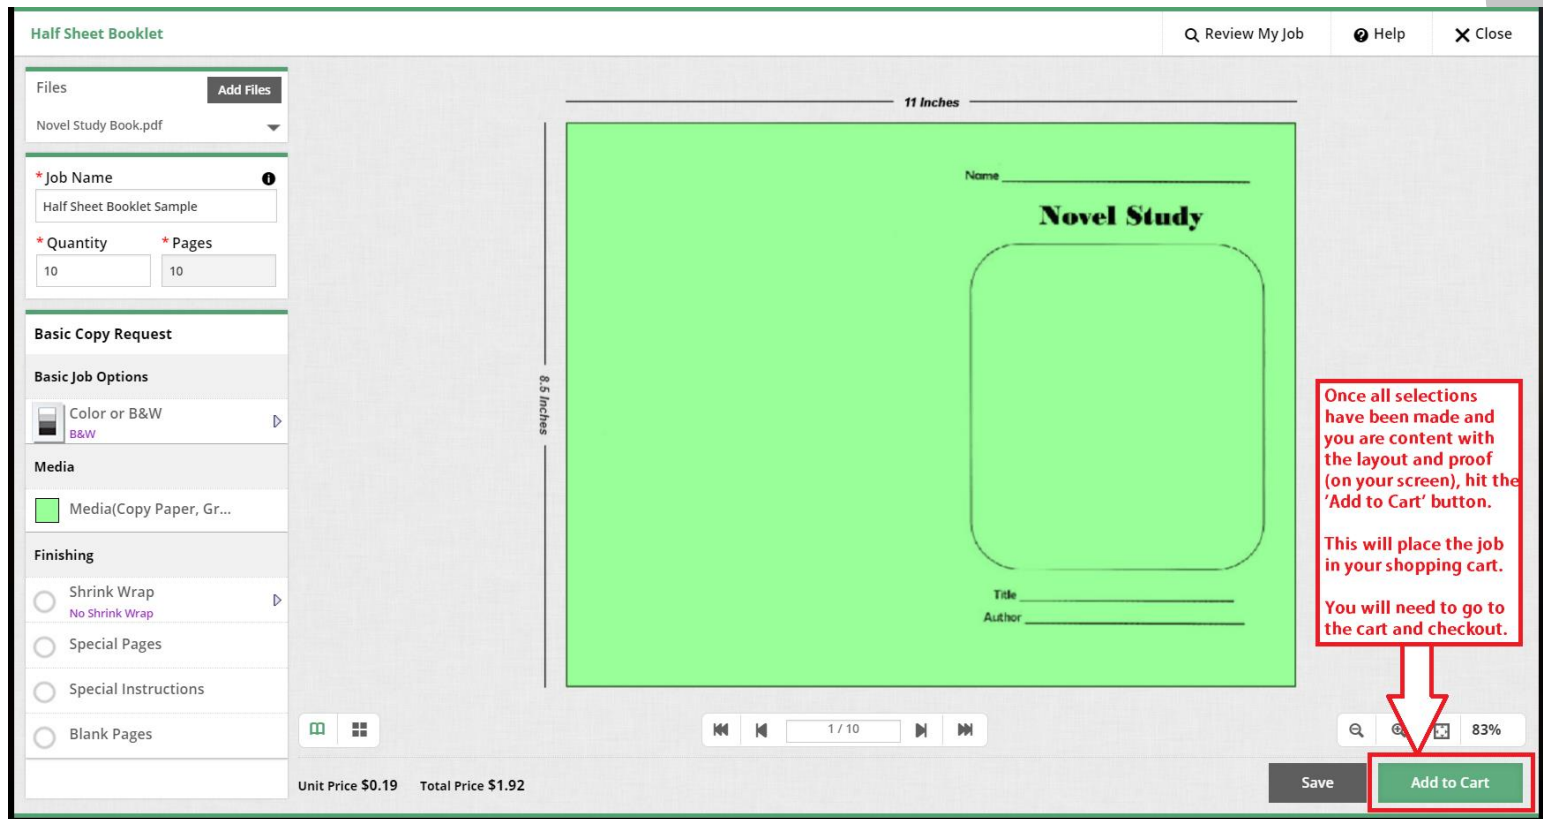 Half Sheet Booklet
Review My Job
Help
Close
Files
Add Files
Novel Study Book.pdf
* Job Name
Half Sheet Booklet Sample
* Quantity
* Pages
10
10
Basic Copy Request
Basic Job Options
Color or B&W
B&W
Media
Media(Copy Paper, Gr...
Finishing
Shrink Wrap
No Shrink Wrap
Special Pages
Special Instructions
Blank Pages
11 Inches
8.5 Inches
Name
Novel Study
Title
Author
Once all selections
have been made and
you are content with
the layout and proof
(on your screen), hit the
'Add to Cart' button.
This will place the job
in your shopping cart.
You will need to go to
the cart and checkout.
1 / 10
83%
Unit Price $0.19 Total Price $1.92
Save
Add to Cart